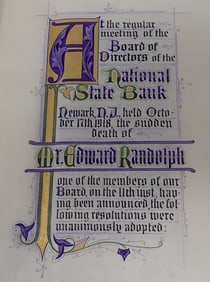 At the regular
meeting of the
Board of
Directors of the
National
State Bank
Newark, N.J., held Octo-
ber 17th 1918, the sudden
death of
Mr. Edward Randolph
one of the members of our
Board, on the 11th inst., hav-
ing been announced, the fol-
lowing resolutions were
unanimously adopted: